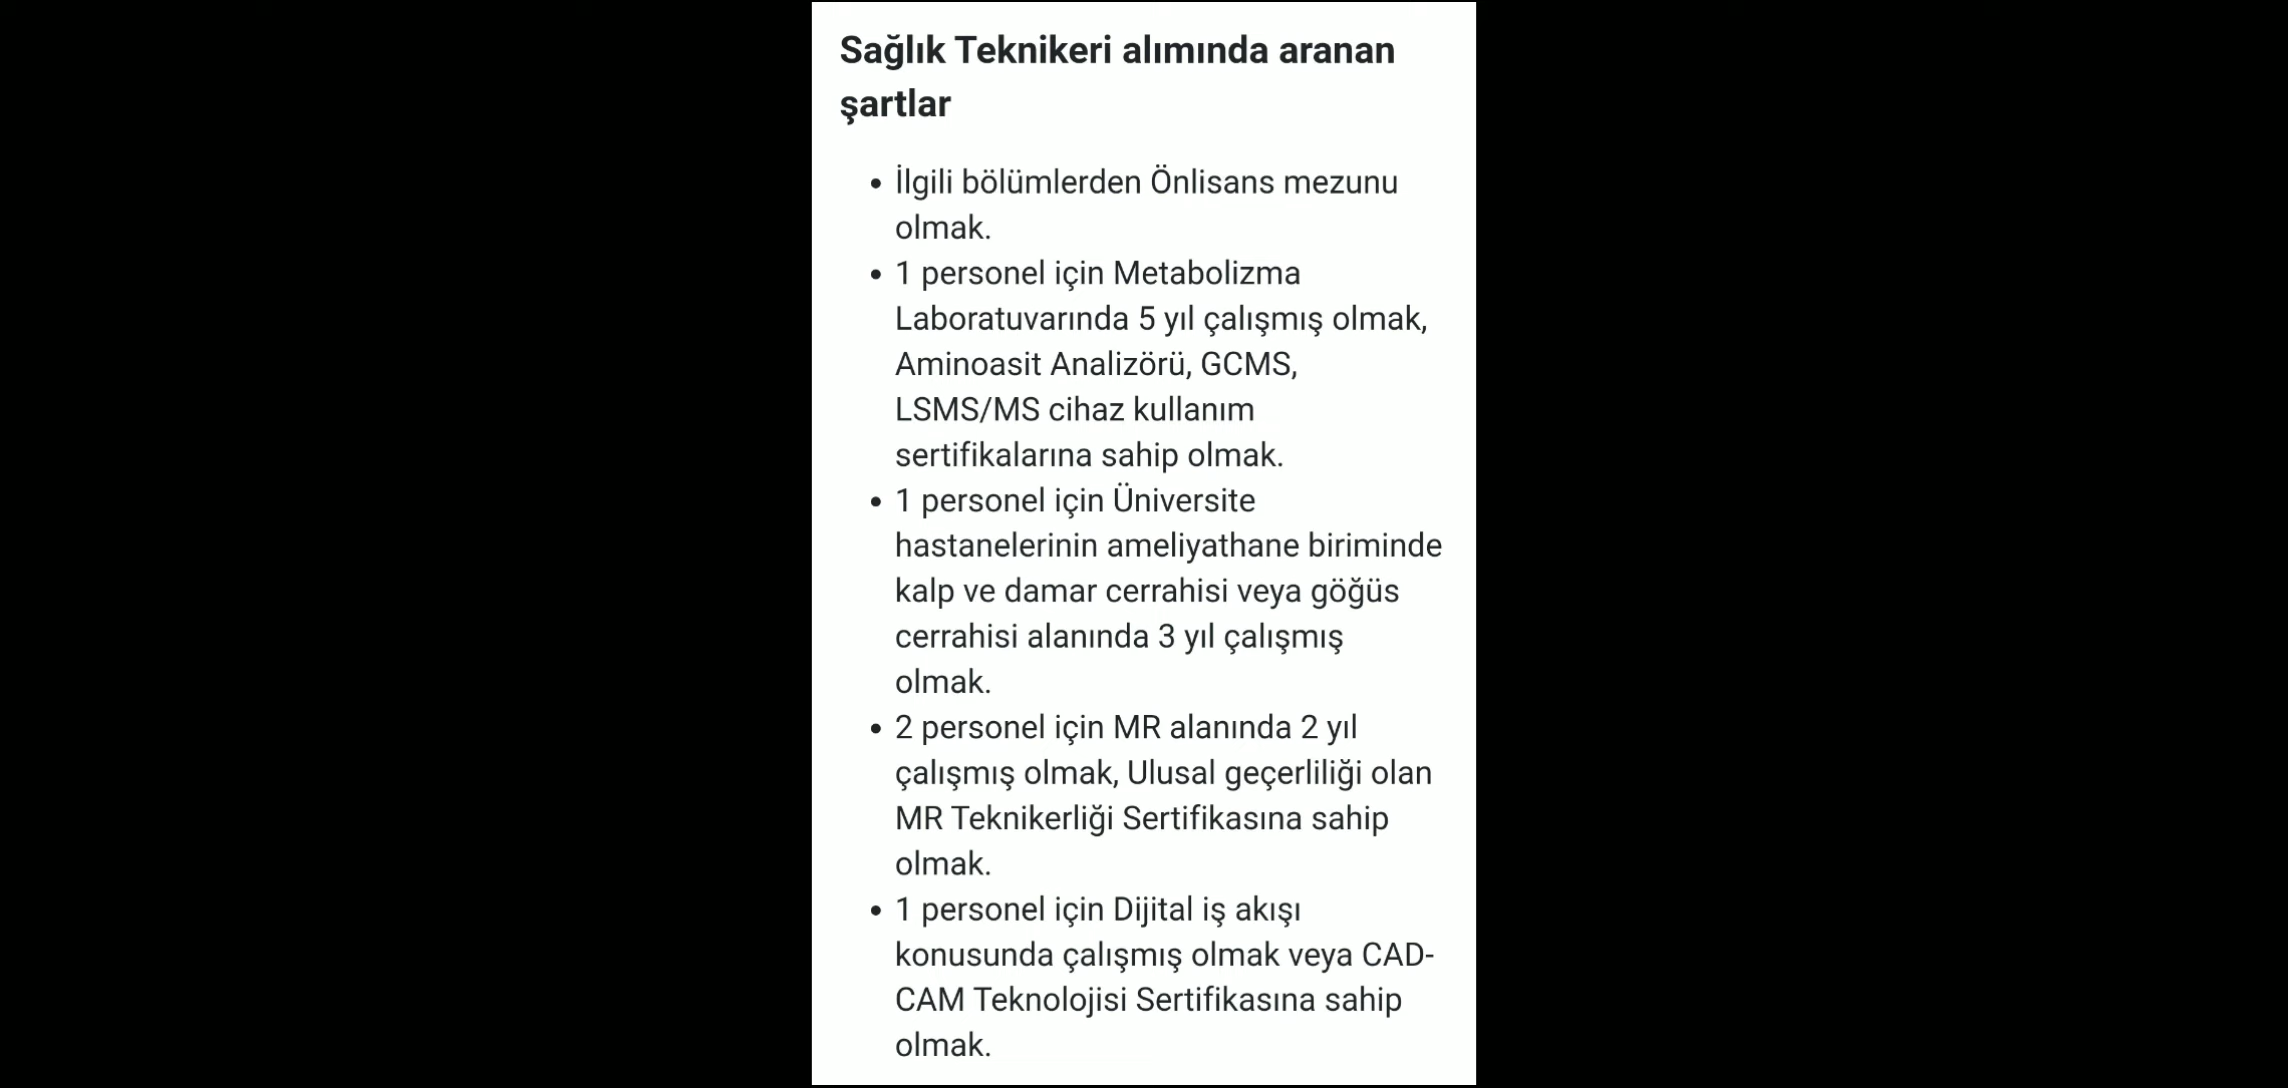 Sağlık Teknikeri alımında aranan
şartlar
• İlgili bölümlerden Önlisans mezunu
olmak.
• 1 personel için Metabolizma
Laboratuvarında 5 yıl çalışmış olmak,
Aminoasit Analizörü, GCMS,
LSMS/MS cihaz kullanım
sertifikalarına sahip olmak.
• 1 personel için Üniversite
hastanelerinin ameliyathane biriminde
kalp ve damar cerrahisi veya göğüs
cerrahisi alanında 3 yıl çalışmış
olmak.
• 2 personel için MR alanında 2 yıl
çalışmış olmak, Ulusal geçerliliği olan
MR Teknikerliği Sertifikasına sahip
olmak.
• 1 personel için Dijital iş akışı
konusunda çalışmış olmak veya CAD-
CAM Teknolojisi Sertifikasına sahip
olmak.